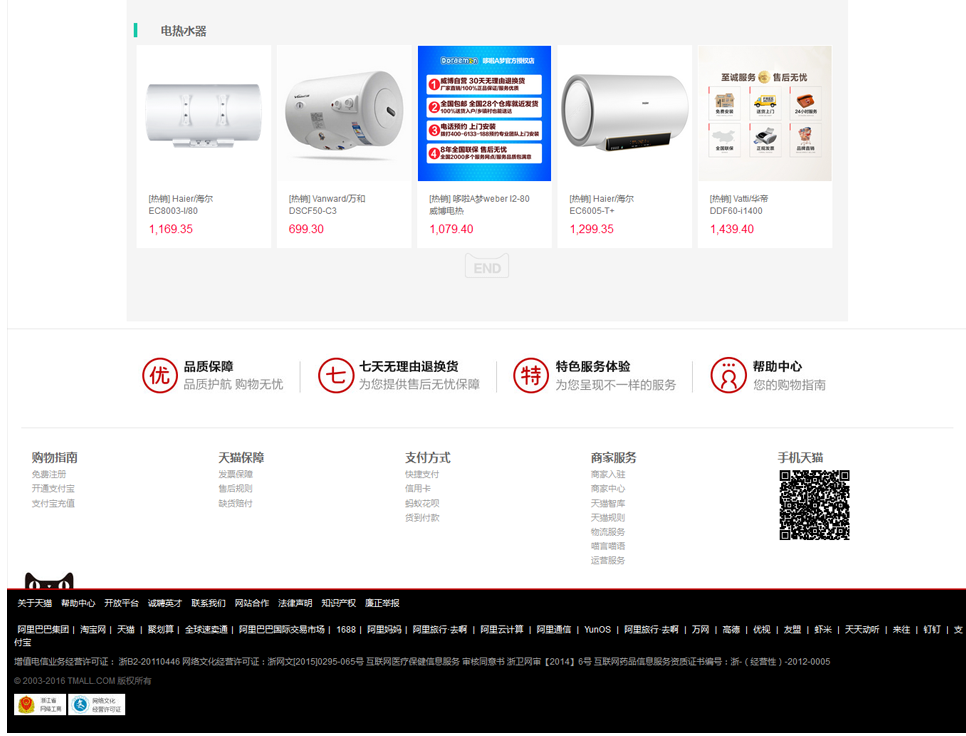 电热水器
Doraemon 哆啦A梦官方授权店
1 威博自营 30天无理由退换货
厂家直销/100%正品保证/服务优质
2 全国包邮 全国28个仓库就近发货
100%送货入户/乡镇村也能送达
3 电话预约 上门安装
拨打400-6133-188预约专业团队上门安装
4 8年全国联保 售后无忧
全国2000多个服务网点/服务品质包满意
至诚服务 售后无忧
免费安装 送货上门 24小时服务
全国联保 正规发票 品牌直销
[热销] Haier/海尔
EC8003-I/80
1,169.35
[热销] Vanward/万和
DSCF50-C3
699.30
[热销] 哆啦A梦weber I2-80
威博电热
1,079.40
[热销] Haier/海尔
EC6005-T+
1,299.35
[热销] Vatti/华帝
DDF60-i1400
1,439.40
END
优 品质保障
品质护航 购物无忧
七 七天无理由退换货
为您提供售后无忧保障
特 特色服务体验
为您呈现不一样的服务
帮助中心
您的购物指南
购物指南
免费注册
开通支付宝
支付宝充值
天猫保障
发票保障
售后规则
缺货赔付
支付方式
快捷支付
信用卡
蚂蚁花呗
货到付款
商家服务
商家入驻
商家中心
天猫智库
天猫规则
物流服务
喵言喵语
运营服务
手机天猫
关于天猫 帮助中心 开放平台 诚聘英才 联系我们 网站合作 法律声明 知识产权 廉正举报
阿里巴巴集团 | 淘宝网 | 天猫 | 聚划算 | 全球速卖通 | 阿里巴巴国际交易市场 | 1688 | 阿里妈妈 | 阿里旅行·去啊 | 阿里云计算 | 阿里通信 | YunOS | 阿里旅行·去啊 | 万网 | 高德 | 优视 | 友盟 | 虾米 | 天天动听 | 来往 | 钉钉 | 支
付宝
增值电信业务经营许可证： 浙B2-20110446 网络文化经营许可证：浙网文[2015]0295-065号 互联网医疗保健信息服务 审核同意书 浙卫网审【2014】6号 互联网药品信息服务资质证书编号：浙-（经营性）-2012-0005
© 2003-2016 TMALL.COM 版权所有
浙江省
网络工商
网络文化
经营许可证